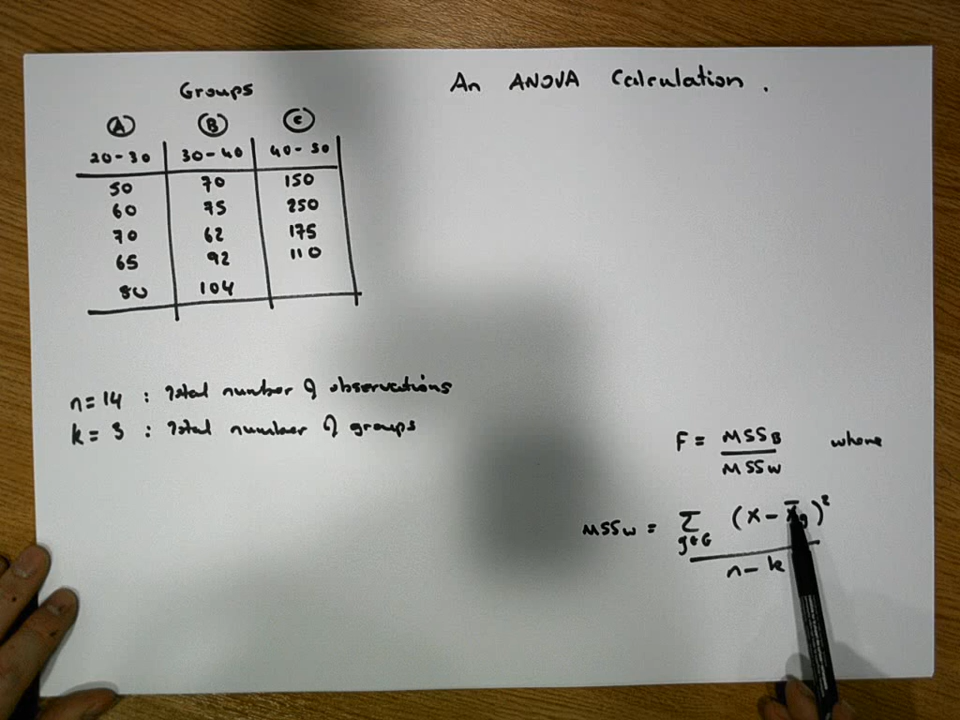 An ANOVA Calculation.
Groups
A B C
20-30 30-40 40-50
50 70 150
60 75 250
70 62 175
65 92 110
80 104
n = 14 : Total number of observations
k = 3 : Total number of groups
F = MSSB / MSSW where
MSSW = Σ g∈G (x - x̄g)² / n - k